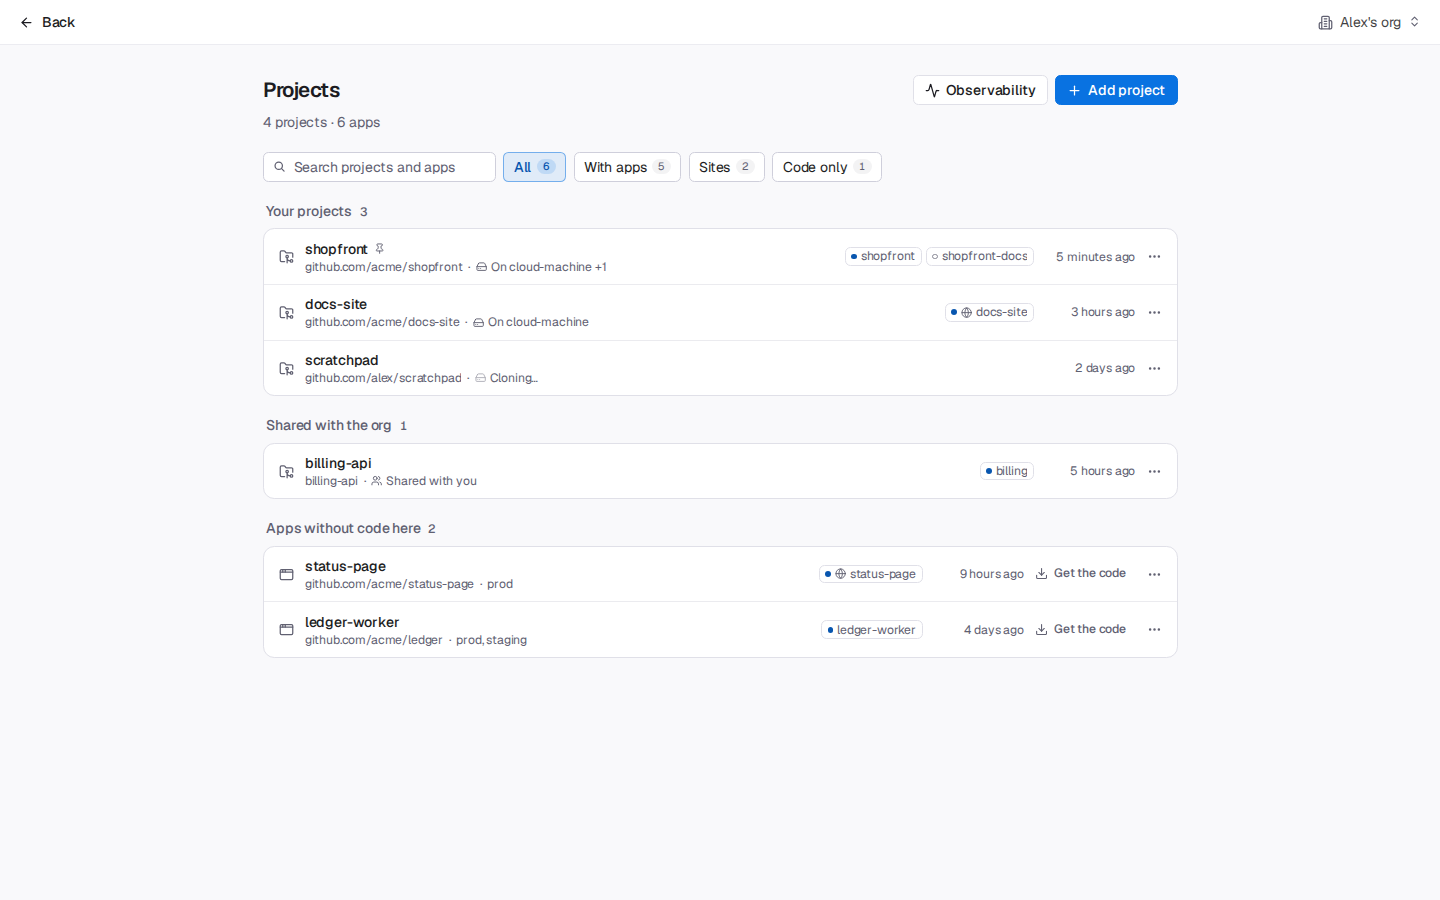 Back
Alex's org
Projects
Observability
Add project
4 projects · 6 apps
Search projects and apps
All 6
With apps 5
Sites 2
Code only 1
Your projects 3
shopfront
github.com/acme/shopfront · On cloud-machine +1
shopfront
shopfront-docs
5 minutes ago
docs-site
github.com/acme/docs-site · On cloud-machine
docs-site
3 hours ago
scratchpad
github.com/alex/scratchpad · Cloning...
2 days ago
Shared with the org 1
billing-api
billing-api · Shared with you
billing
5 hours ago
Apps without code here 2
status-page
github.com/acme/status-page · prod
status-page
9 hours ago
Get the code
ledger-worker
github.com/acme/ledger · prod, staging
ledger-worker
4 days ago
Get the code